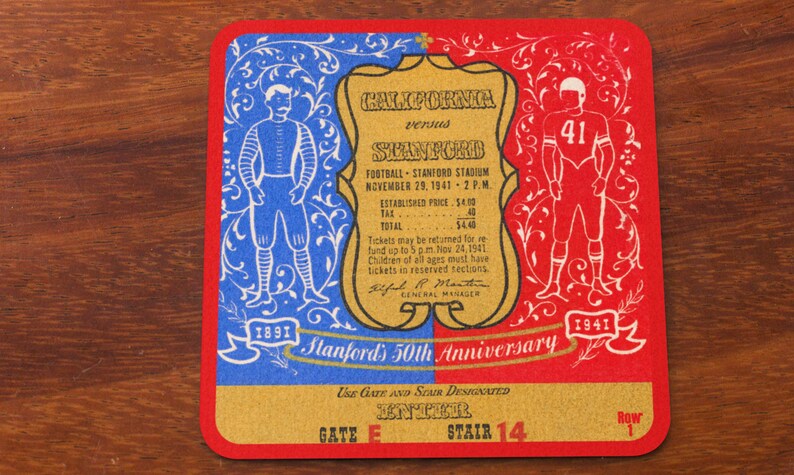 CALIFORNIA
versus
STANFORD
FOOTBALL • STANFORD STADIUM
NOVEMBER 29, 1941 • 2 P.M.
ESTABLISHED PRICE . $4.00
TAX . . . . . . . . .40
TOTAL . . . . . . . $4.40
Tickets may be returned for re-
fund up to 5 p.m. Nov. 24, 1941.
Children of all ages must have
tickets in reserved sections.
Alfred R. Masters
GENERAL MANAGER
41
1891
1941
Stanford's 50th Anniversary
USE GATE AND STAIR DESIGNATED
ENTER
GATE E STAIR 14
Row
1